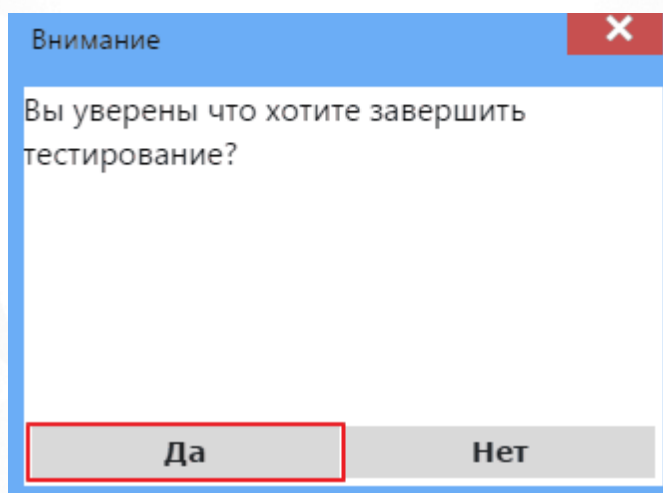 Внимание
Вы уверены что хотите завершить
тестирование?
Да
Нет